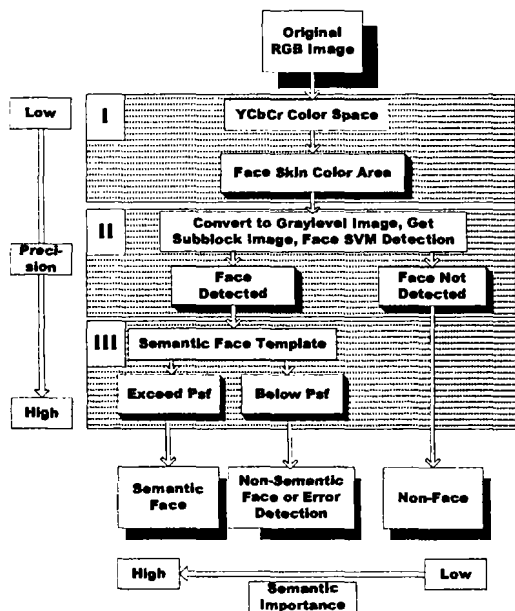 Original
RGB Image
Low
I
YCbCr Color Space
Face Skin Color Area
II
Convert to Graylevel Image, Get
Subblock Image, Face SVM Detection
Preci-
sion
Face
Detected
Face Not
Detected
III
Semantic Face Template
Exceed Psf
Below Psf
High
Semantic
Face
Non-Semantic
Face or Error
Detection
Non-Face
High
Low
Semantic
Importance